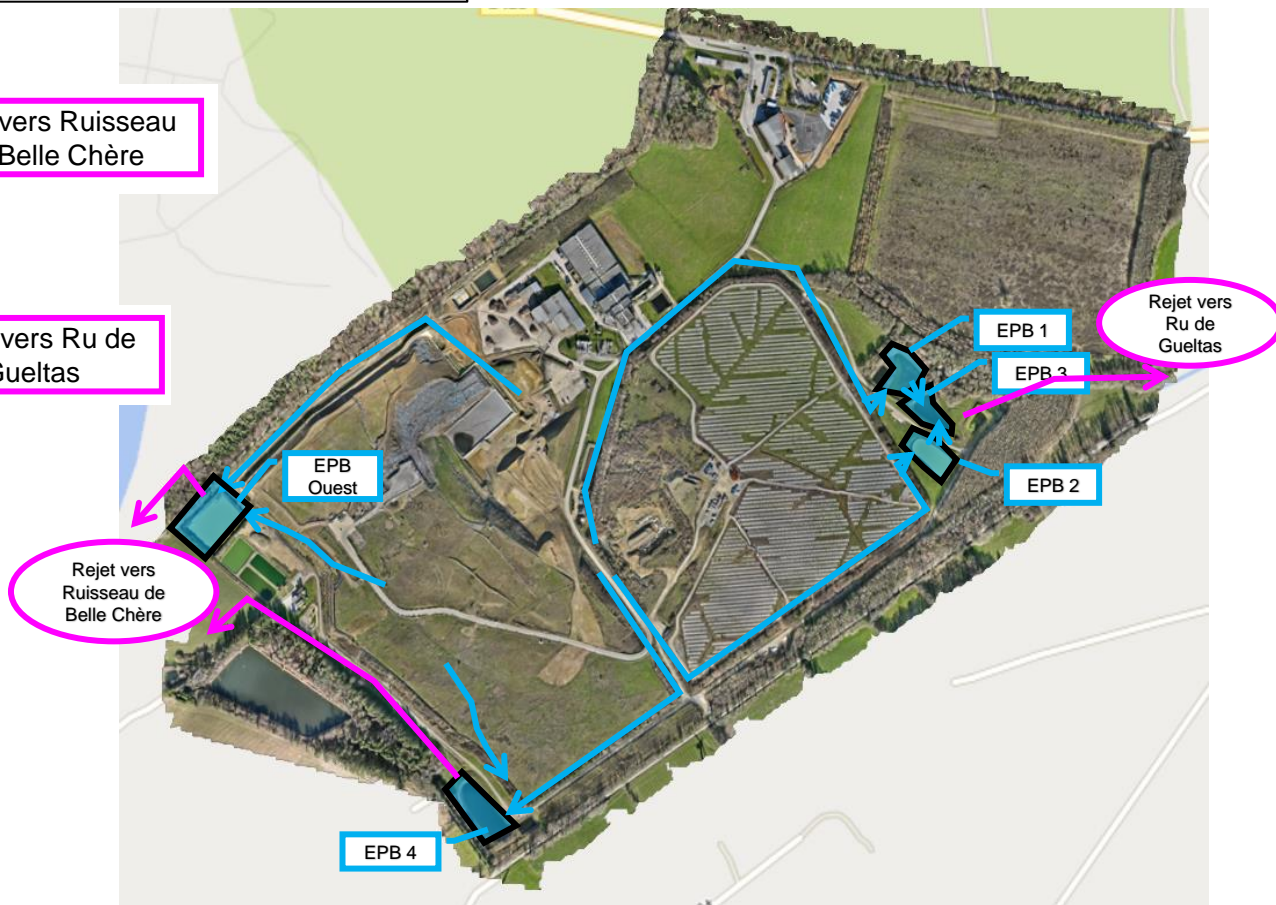 vers Ruisseau
Belle Chère
vers Ru de
Gueltas
EPB 1
EPB 3
EPB 2
Rejet vers
Ru de
Gueltas
EPB
Ouest
Rejet vers
Ruisseau de
Belle Chère
EPB 4